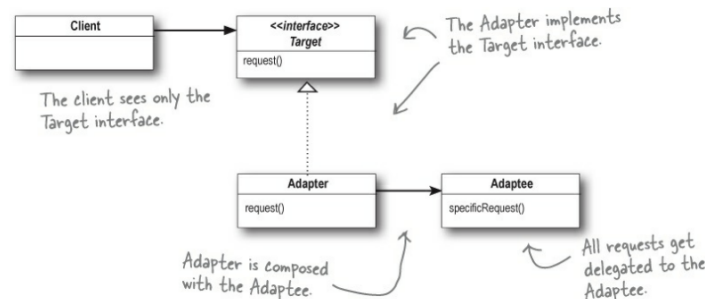 Client
<<interface>>
Target
request()
The Adapter implements
the Target interface.
The client sees only the
Target interface.
Adapter
request()
Adaptee
specificRequest()
Adapter is composed
with the Adaptee.
All requests get
delegated to the
Adaptee.